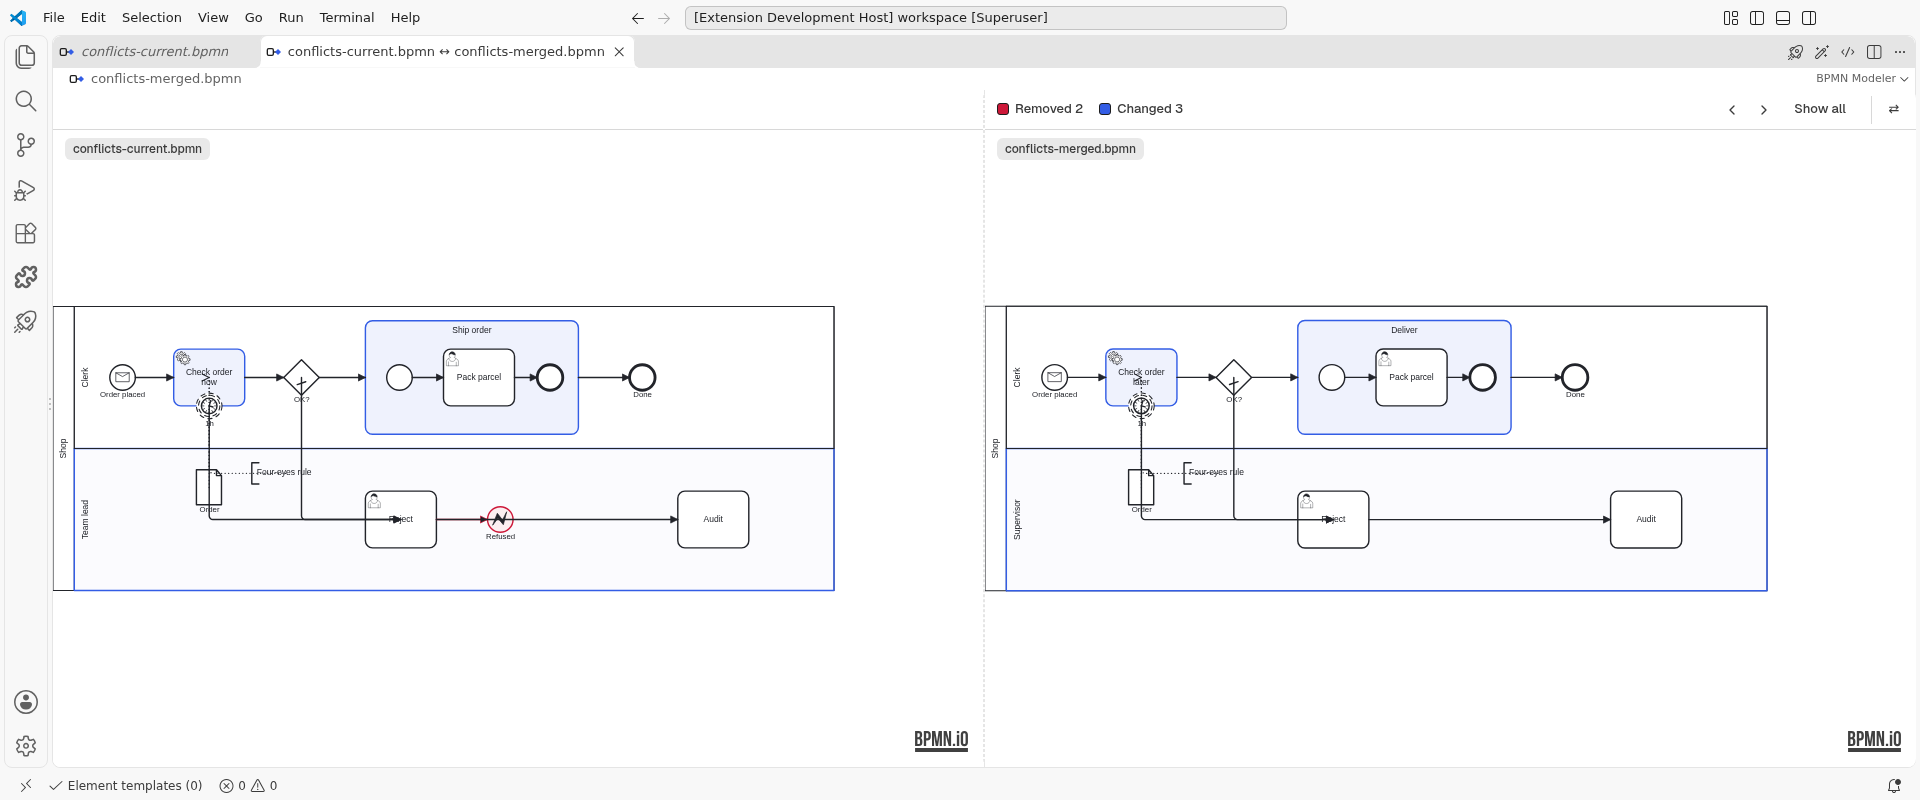 File Edit Selection View Go Run Terminal Help
[Extension Development Host] workspace [Superuser]
conflicts-current.bpmn
conflicts-current.bpmn ↔ conflicts-merged.bpmn
conflicts-merged.bpmn
BPMN Modeler
Removed 2 Changed 3
Show all
conflicts-current.bpmn
Shop
Clerk
Order placed
Check order
now
1h
OK?
Ship order
Pack parcel
Done
Team lead
Order
Four-eyes rule
Reject
Refused
Audit
BPMN.iO
conflicts-merged.bpmn
Shop
Clerk
Order placed
Check order
later
1h
OK?
Deliver
Pack parcel
Done
Supervisor
Order
Four-eyes rule
Reject
Audit
BPMN.iO
Element templates (0) 0 0